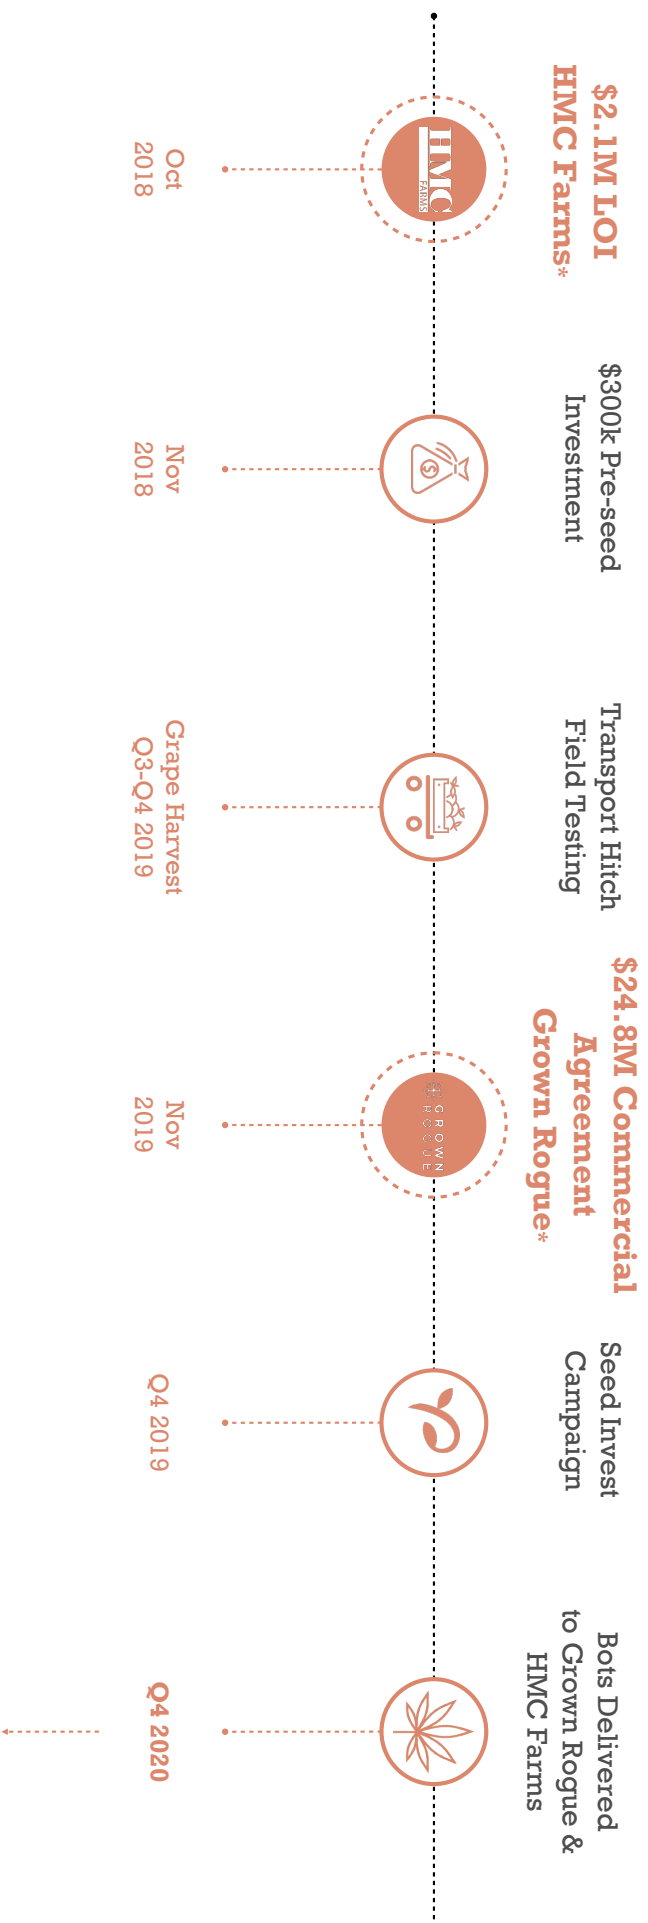 $2.1M LOI
HMC Farms*
HMC
FARMS
Oct
2018
$300k Pre-seed
Investment
$
Nov
2018
Transport Hitch
Field Testing
Grape Harvest
Q3-Q4 2019
$24.8M Commercial
Agreement
Grown Rogue*
GROWN
ROGUE
Nov
2019
Seed Invest
Campaign
Q4 2019
Bots Delivered
to Grown Rogue &
HMC Farms
Q4 2020